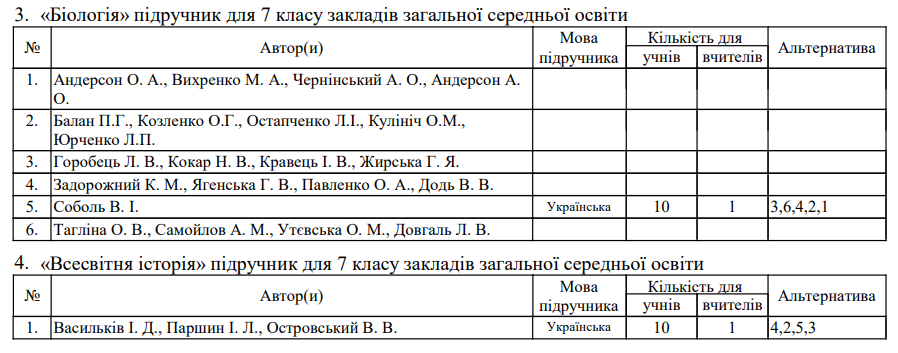 3. «Біологія» підручник для 7 класу закладів загальної середньої освіти
№ Автор(и) Мова підручника Кількість для учнів вчителів Альтернатива
1. Андерсон О. А., Вихренко М. А., Чернінський А. О., Андерсон А.
О.
2. Балан П.Г., Козленко О.Г., Остапченко Л.І., Кулініч О.М.,
Юрченко Л.П.
3. Горобець Л. В., Кокар Н. В., Кравець І. В., Жирська Г. Я.
4. Задорожний К. М., Ягенська Г. В., Павленко О. А., Додь В. В.
5. Соболь В. І. Українська 10 1 3,6,4,2,1
6. Тагліна О. В., Самойлов А. М., Утєвська О. М., Довгаль Л. В.
4. «Всесвітня історія» підручник для 7 класу закладів загальної середньої освіти
№ Автор(и) Мова підручника Кількість для учнів вчителів Альтернатива
1. Васильків І. Д., Паршин І. Л., Островський В. В. Українська 10 1 4,2,5,3